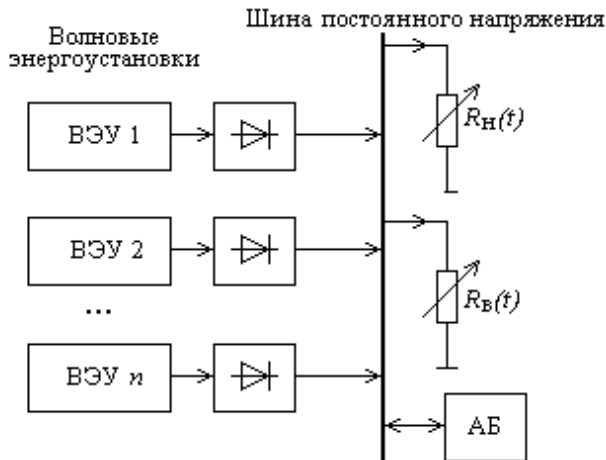 Шина постоянного напряжения
Волновые
энергоустановки
ВЭУ 1
Rн(t)
ВЭУ 2
...
Rв(t)
ВЭУ n
АБ